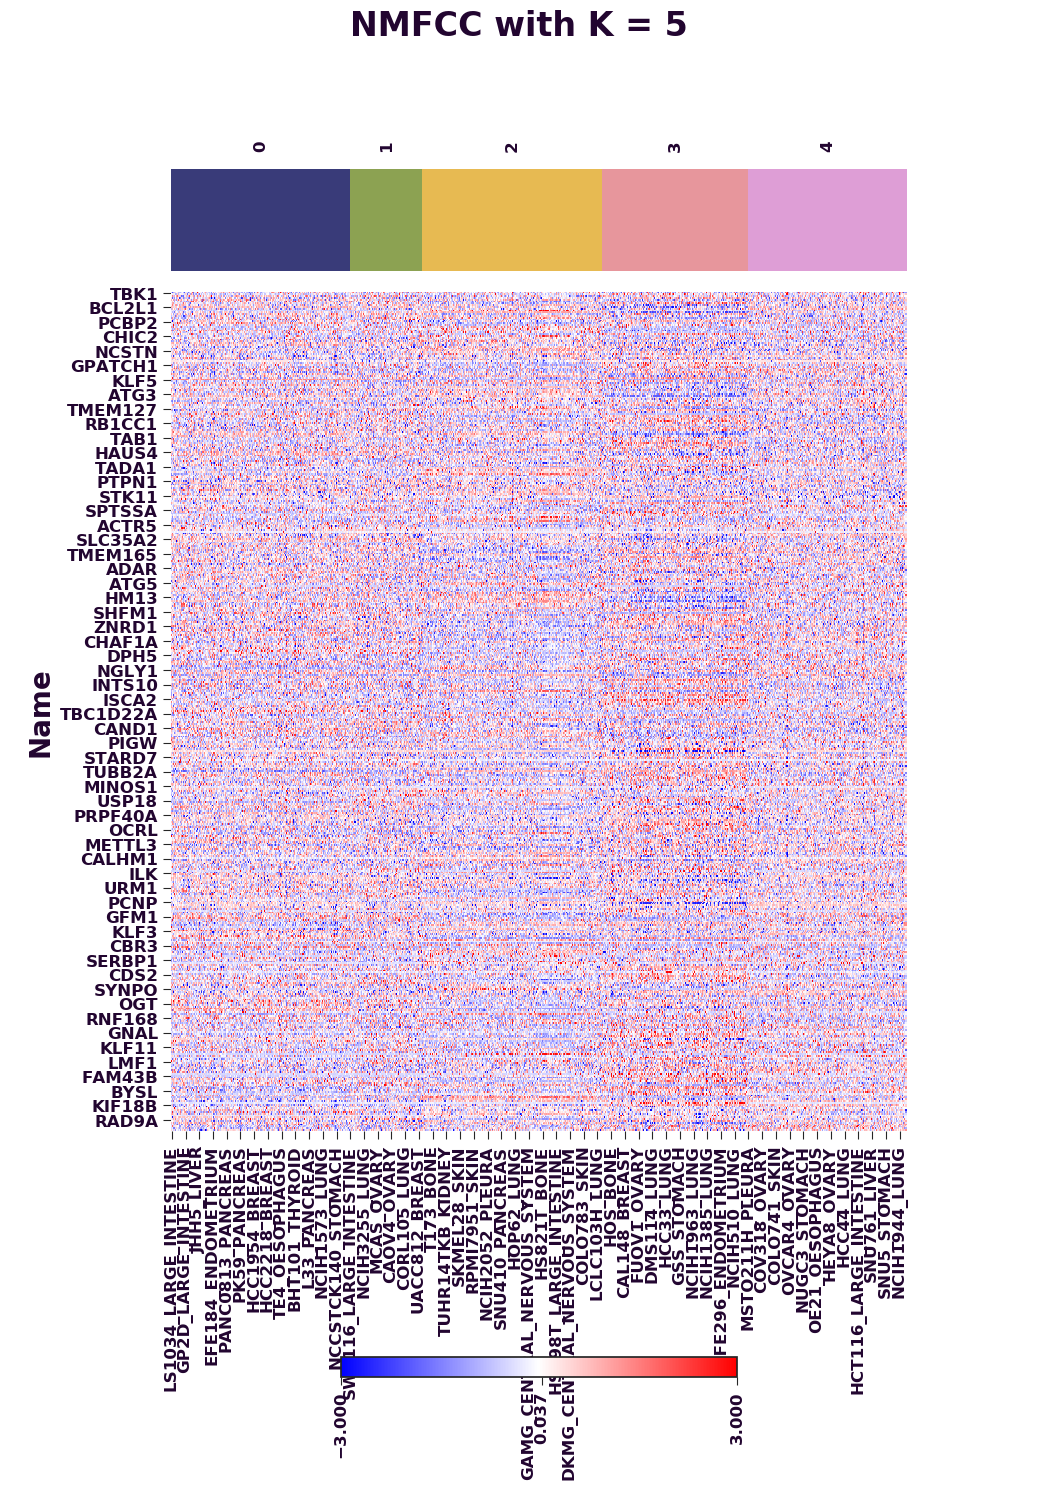 NMFCC with K = 5
0
1
2
3
4
Name
TBK1
BCL2L1
PCBP2
CHIC2
NCSTN
GPATCH1
KLF5
ATG3
TMEM127
RB1CC1
TAB1
HAUS4
TADA1
PTPN1
STK11
SPTSSA
ACTR5
SLC35A2
TMEM165
ADAR
ATG5
HM13
SHFM1
ZNRD1
CHAF1A
DPH5
NGLY1
INTS10
ISCA2
TBC1D22A
CAND1
PIGW
STARD7
TUBB2A
MINOS1
USP18
PRPF40A
OCRL
METTL3
CALHM1
ILK
URM1
PCNP
GFM1
KLF3
CBR3
SERBP1
CDS2
SYNPO
OGT
RNF168
GNAL
KLF11
LMF1
FAM43B
BYSL
KIF18B
RAD9A
LS1034_LARGE_INTESTINE
GP2D_LARGE_INTESTINE
JHH5_LIVER
EFE184_ENDOMETRIUM
PANC0813_PANCREAS
PK59_PANCREAS
HCC1954_BREAST
HCC2218_BREAST
TE4_OESOPHAGUS
BHT101_THYROID
L33_PANCREAS
NCIH1573_LUNG
NCCSTCK140_STOMACH
NCIH3255_LUNG
MCAS_OVARY
CAOV4_OVARY
CORL105_LUNG
UACC812_BREAST
T173_BONE
TUHR14TKB_KIDNEY
SKMEL28_SKIN
RPMI7951_SKIN
NCIH2052_PLEURA
SNU410_PANCREAS
HOP62_LUNG
HS821T_BONE
COLO783_SKIN
LCLC103H_LUNG
HOS_BONE
CAL148_BREAST
FUOV1_OVARY
DMS114_LUNG
HCC33_LUNG
GSS_STOMACH
NCIH1963_LUNG
NCIH1385_LUNG
NCIH510_LUNG
MSTO211H_PLEURA
COV318_OVARY
COLO741_SKIN
OVCAR4_OVARY
NUGC3_STOMACH
OE21_OESOPHAGUS
HEYA8_OVARY
HCC44_LUNG
HCT116_LARGE_INTESTINE
SNU761_LIVER
SNU5_STOMACH
NCIH1944_LUNG
−3.000
0.037
3.000